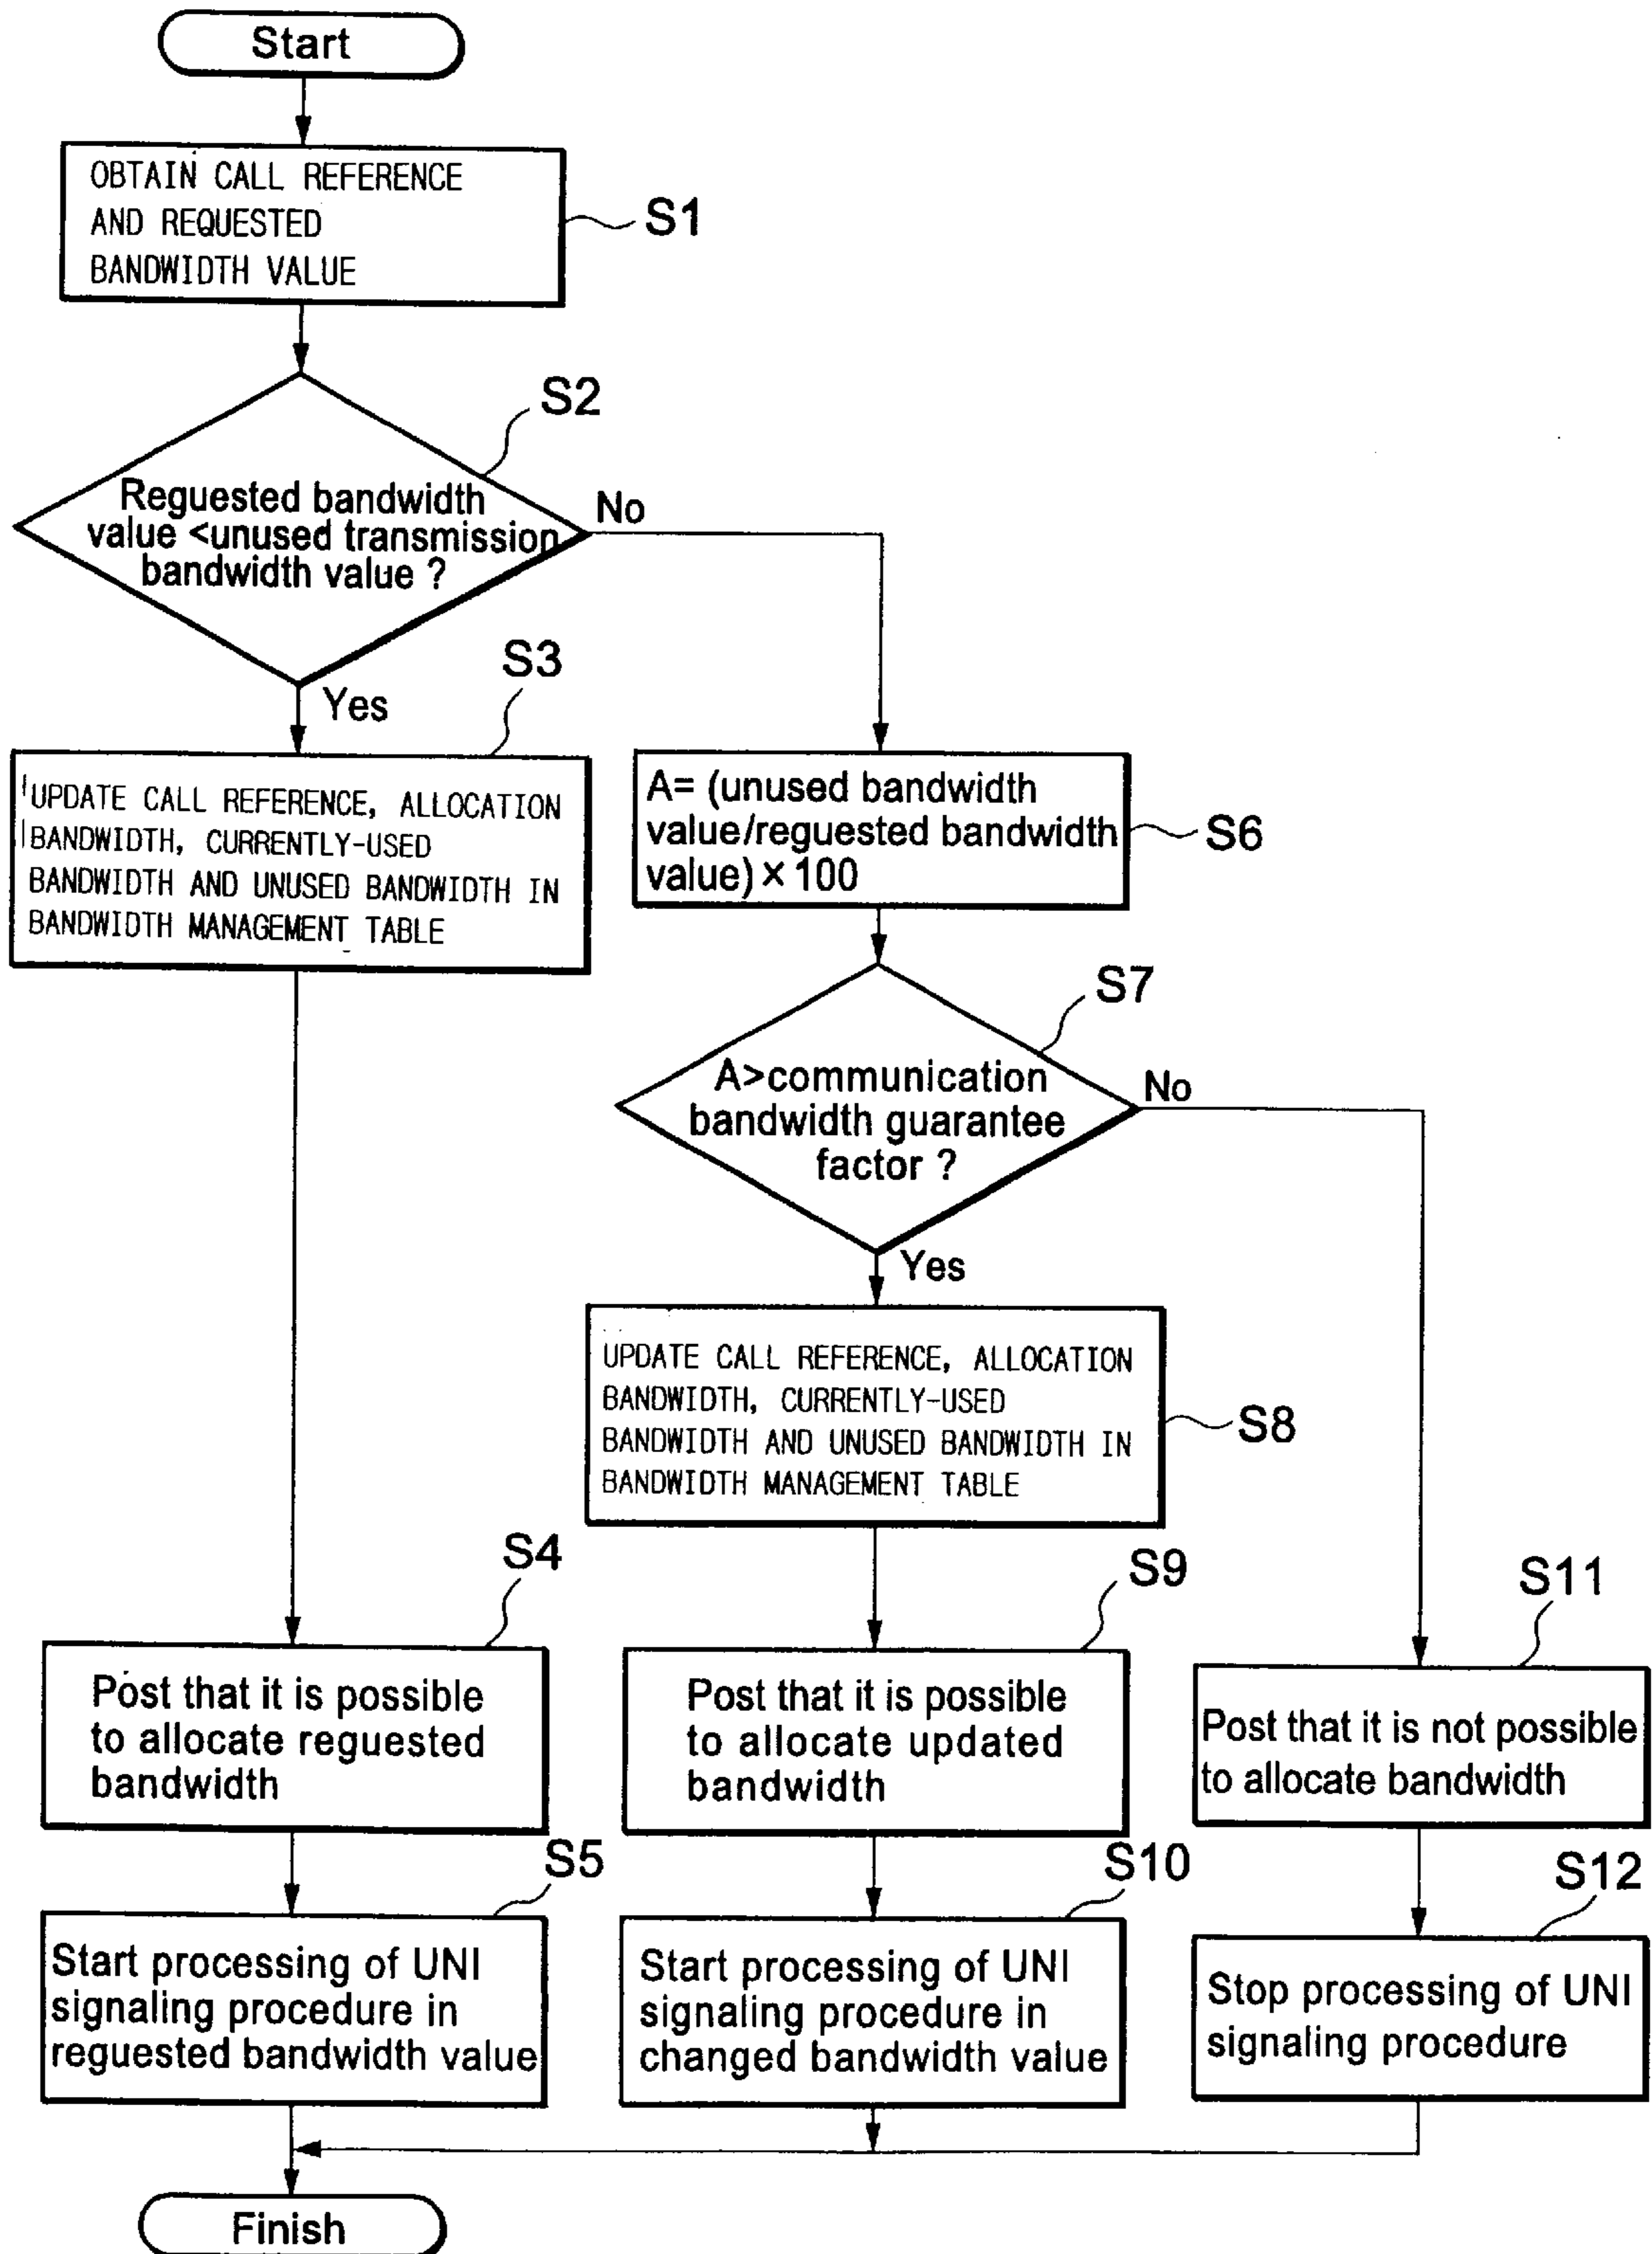 Start
OBTAIN CALL REFERENCE
AND REQUESTED
BANDWIDTH VALUE
S1
S2
Reguested bandwidth
value <unused transmission
bandwidth value ?
No
Yes
S3
UPDATE CALL REFERENCE, ALLOCATION
BANDWIDTH, CURRENTLY-USED
BANDWIDTH AND UNUSED BANDWIDTH IN
BANDWIDTH MANAGEMENT TABLE
A= (unused bandwidth
value/reguested bandwidth
value) × 100
S6
S7
A>communication
bandwidth guarantee
factor ?
No
Yes
UPDATE CALL REFERENCE, ALLOCATION
BANDWIDTH, CURRENTLY-USED
BANDWIDTH AND UNUSED BANDWIDTH IN
BANDWIDTH MANAGEMENT TABLE
S8
S4
Post that it is possible
to allocate reguested
bandwidth
S9
Post that it is possible
to allocate updated
bandwidth
S11
Post that it is not possible
to allocate bandwidth
S5
Start processing of UNI
signaling procedure in
reguested bandwidth value
S10
Start processing of UNI
signaling procedure in
changed bandwidth value
S12
Stop processing of UNI
signaling procedure
Finish